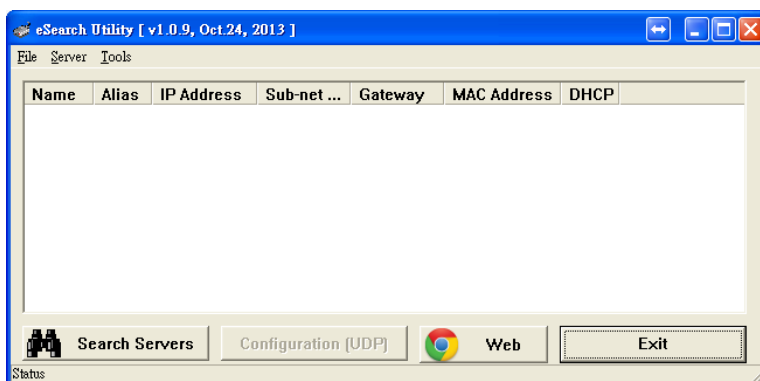 eSearch Utility [ v1.0.9, Oct.24, 2013 ]
File Server Tools
Name Alias IP Address Sub-net ... Gateway MAC Address DHCP
Search Servers Configuration (UDP) Web Exit
Status